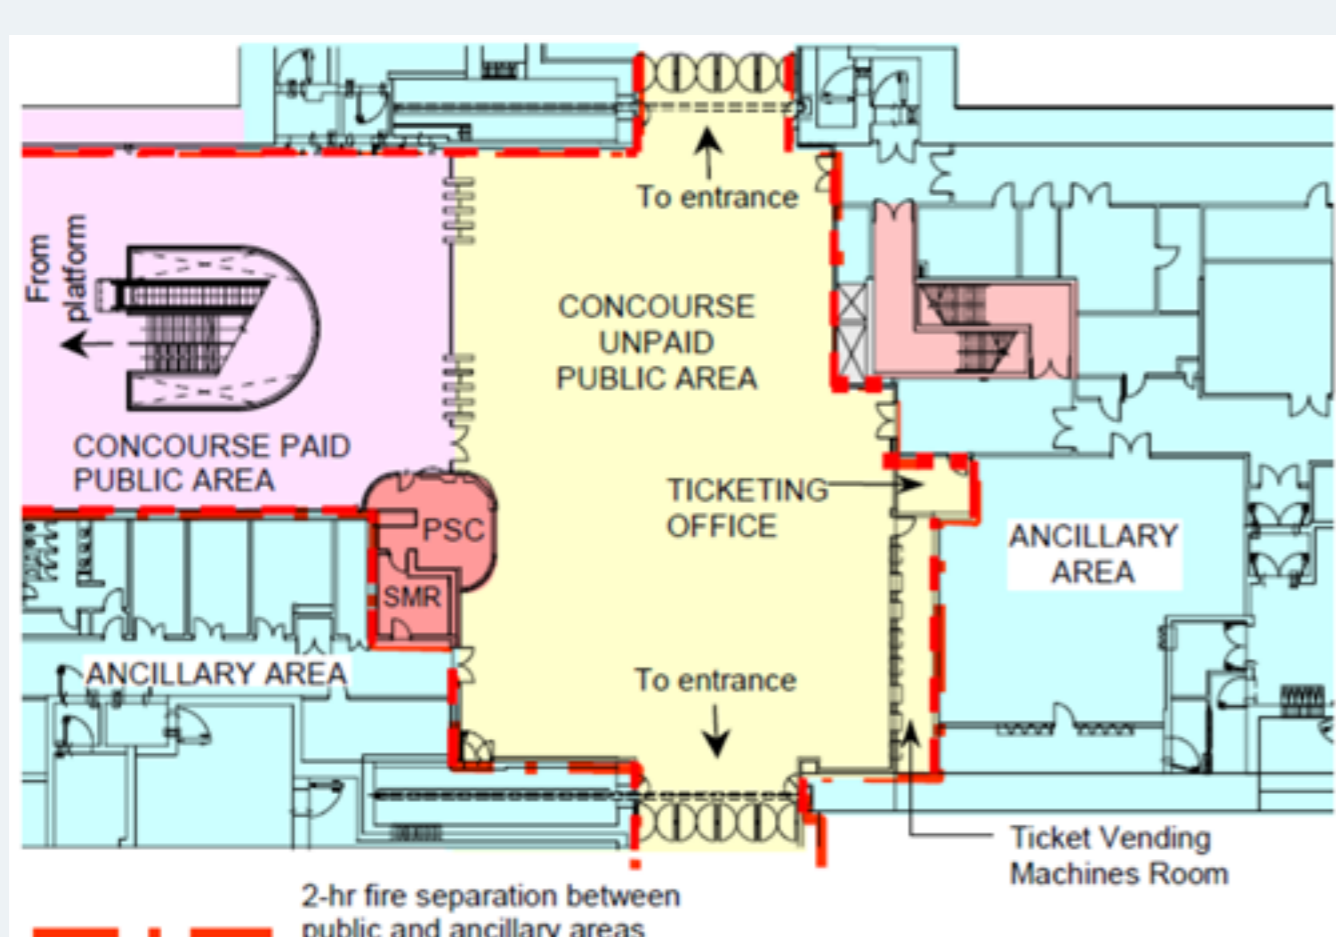 To entrance
From
platform
CONCOURSE
UNPAID
PUBLIC AREA
CONCOURSE PAID
PUBLIC AREA
TICKETING
OFFICE
PSC
SMR
ANCILLARY
AREA
ANCILLARY AREA
To entrance
Ticket Vending
Machines Room
2-hr fire separation between
public and ancillary areas